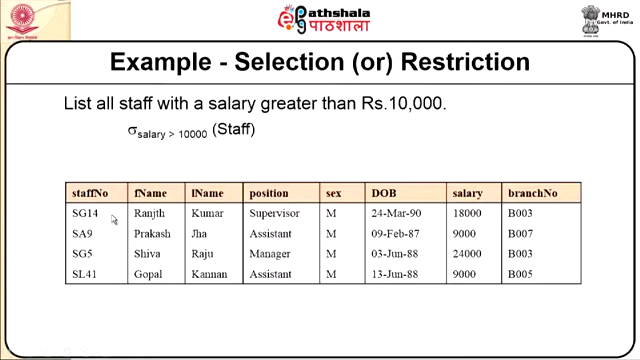 Pathshala
पाठशाला
MHRD
Govt. of India
Example - Selection (or) Restriction
List all staff with a salary greater than Rs.10,000.
σsalary > 10000 (Staff)
staffNo fName lName position sex DOB salary branchNo
SG14 Ranjth Kumar Supervisor M 24-Mar-90 18000 B003
SA9 Prakash Jha Assistant M 09-Feb-87 9000 B007
SG5 Shiva Raju Manager M 03-Jun-88 24000 B003
SL41 Gopal Kannan Assistant M 13-Jun-88 9000 B005